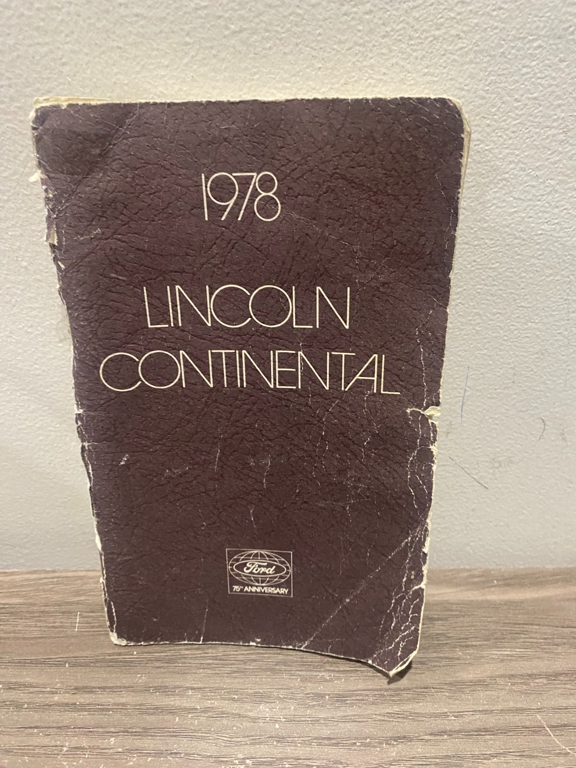 1978
LINCOLN
CONTINENTAL
Ford
75TH ANNIVERSARY